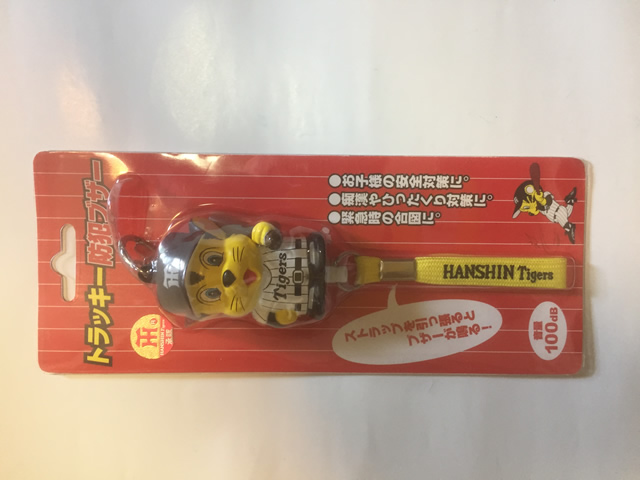 トラッキー防犯ブザー
●お子様の安全対策に。
●痴漢やひったくり対策に。
●緊急時の合図に。
Tigers
HANSHIN Tigers
ストラップを引っ張ると
ブザーが鳴る!
音量
100dB